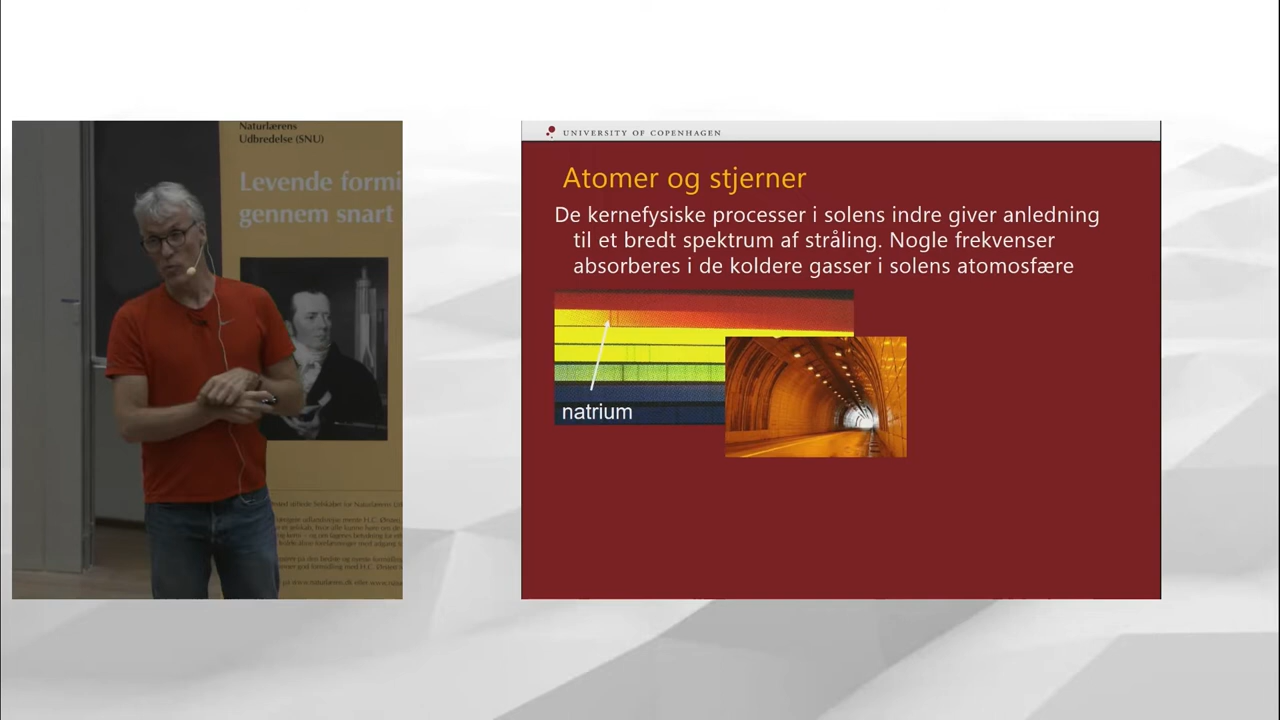 Naturlærens
Udbredelse (SNU)
Levende formi
gennem snart
UNIVERSITY OF COPENHAGEN
Atomer og stjerner
De kernefysiske processer i solens indre giver anledning
til et bredt spektrum af stråling. Nogle frekvenser
absorberes i de koldere gasser i solens atomosfære
natrium